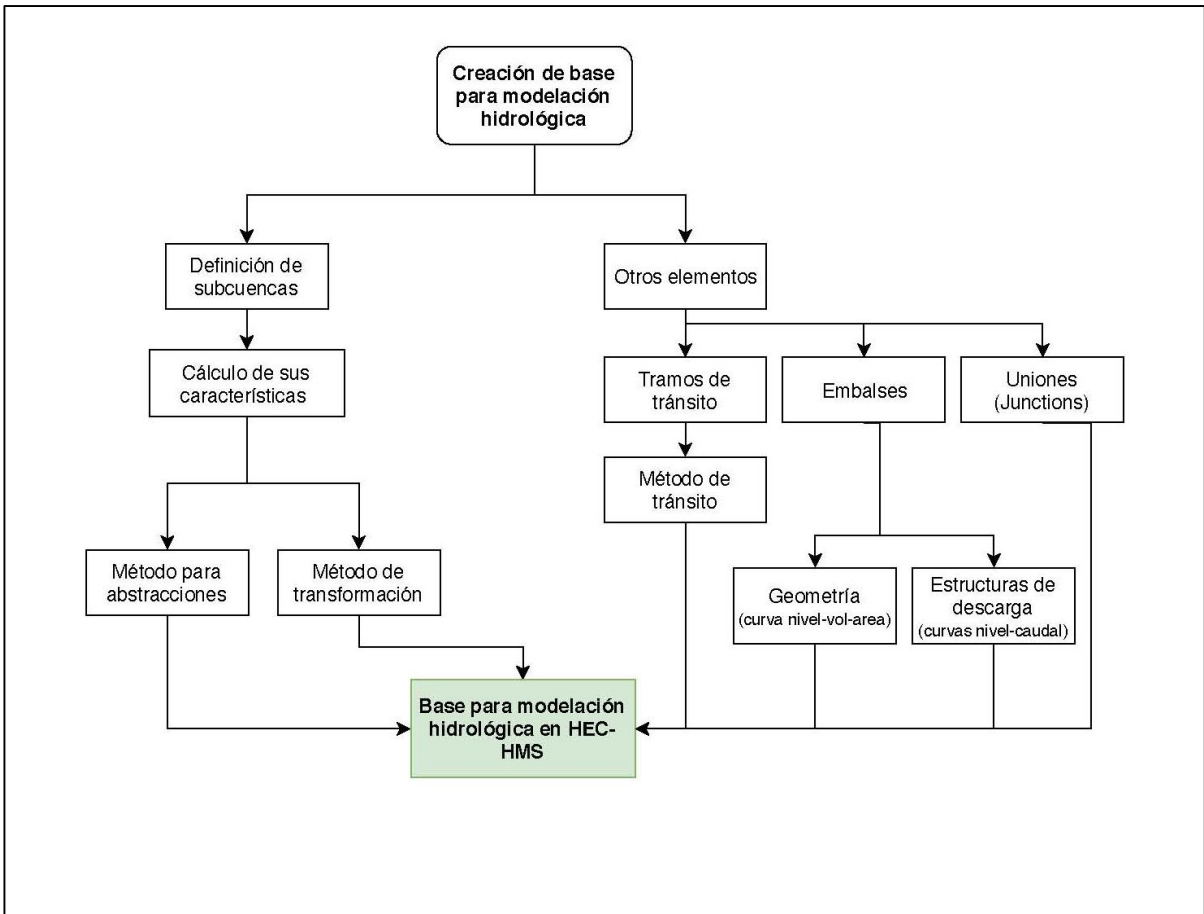 Creación de base
para modelación
hidrológica
Definición de
subcuencas
Otros elementos
Cálculo de sus
características
Tramos de
tránsito
Embalses
Uniones
(Junctions)
Método de
tránsito
Método para
abstracciones
Método de
transformación
Geometría
(curva nivel-vol-area)
Estructuras de
descarga
(curvas nivel-caudal)
Base para modelación
hidrológica en HEC-
HMS